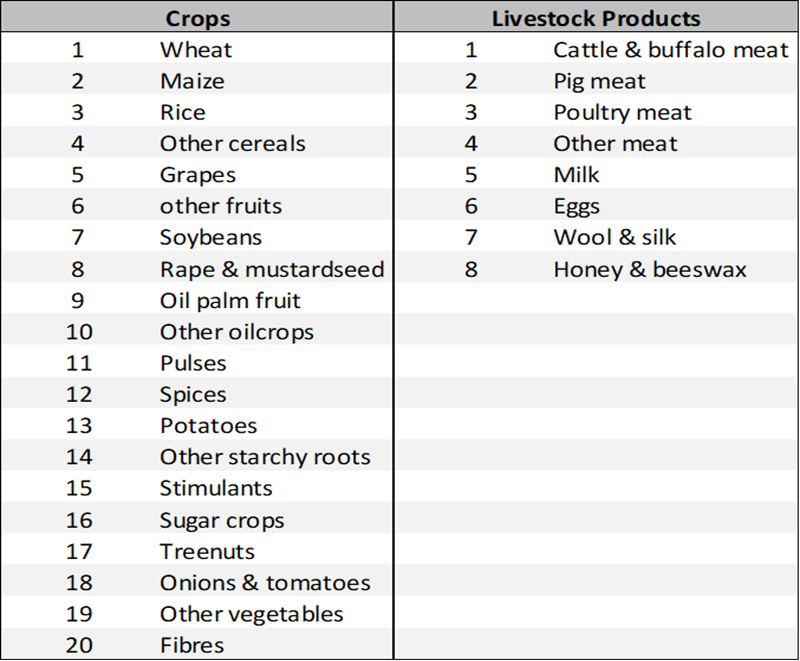 Crops Livestock Products
1 Wheat 1 Cattle & buffalo meat
2 Maize 2 Pig meat
3 Rice 3 Poultry meat
4 Other cereals 4 Other meat
5 Grapes 5 Milk
6 other fruits 6 Eggs
7 Soybeans 7 Wool & silk
8 Rape & mustardseed 8 Honey & beeswax
9 Oil palm fruit
10 Other oilcrops
11 Pulses
12 Spices
13 Potatoes
14 Other starchy roots
15 Stimulants
16 Sugar crops
17 Treenuts
18 Onions & tomatoes
19 Other vegetables
20 Fibres